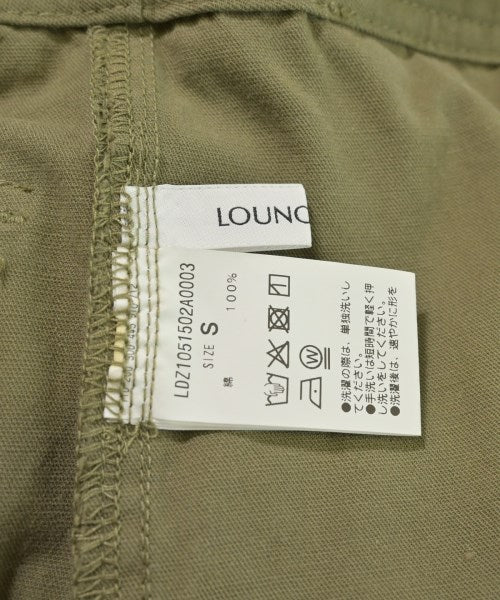 LOUNO
LDZ1051502A0003
SIZE S
綿 100%
●洗濯の際は、単独洗いし
てください。
●手洗いは短時間で軽く押
し洗いをしてください。
●洗濯後は、速やかに形を